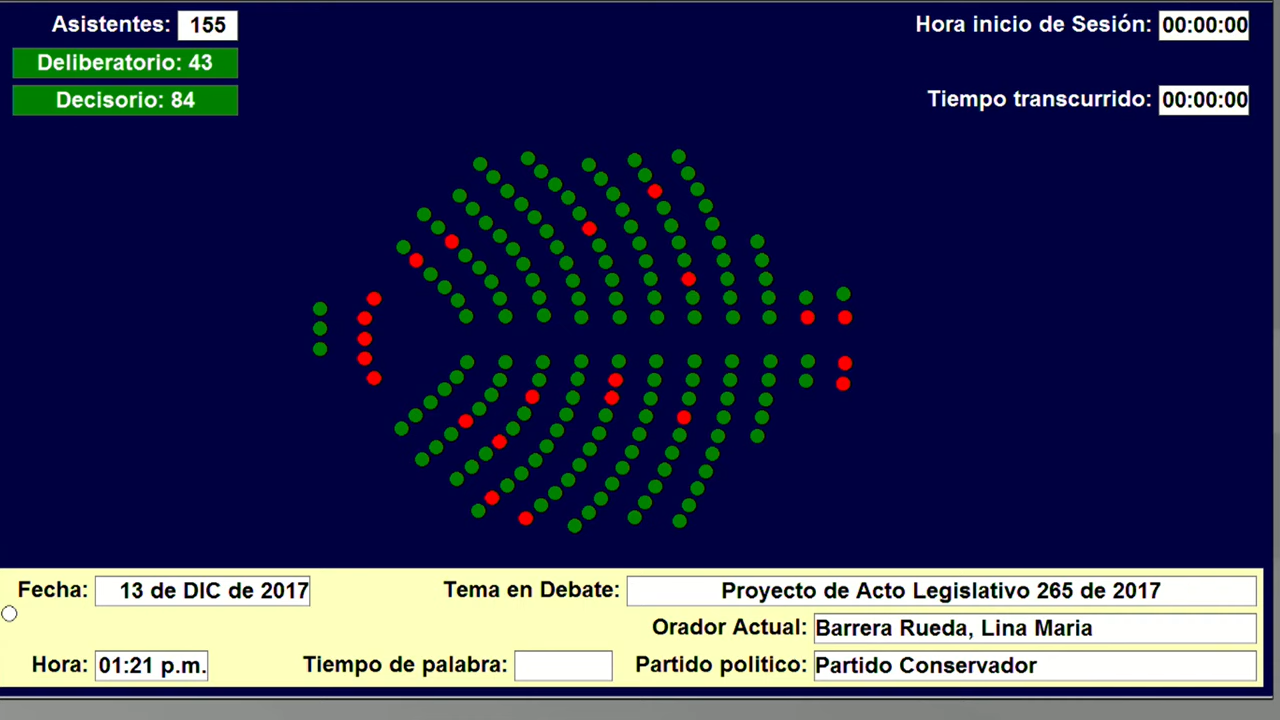 Asistentes: 155
Hora inicio de Sesión: 00:00:00
Deliberatorio: 43
Decisorio: 84
Tiempo transcurrido: 00:00:00
Fecha: 13 de DIC de 2017
Tema en Debate: Proyecto de Acto Legislativo 265 de 2017
Orador Actual: Barrera Rueda, Lina Maria
Hora: 01:21 p.m.
Tiempo de palabra:
Partido politico: Partido Conservador